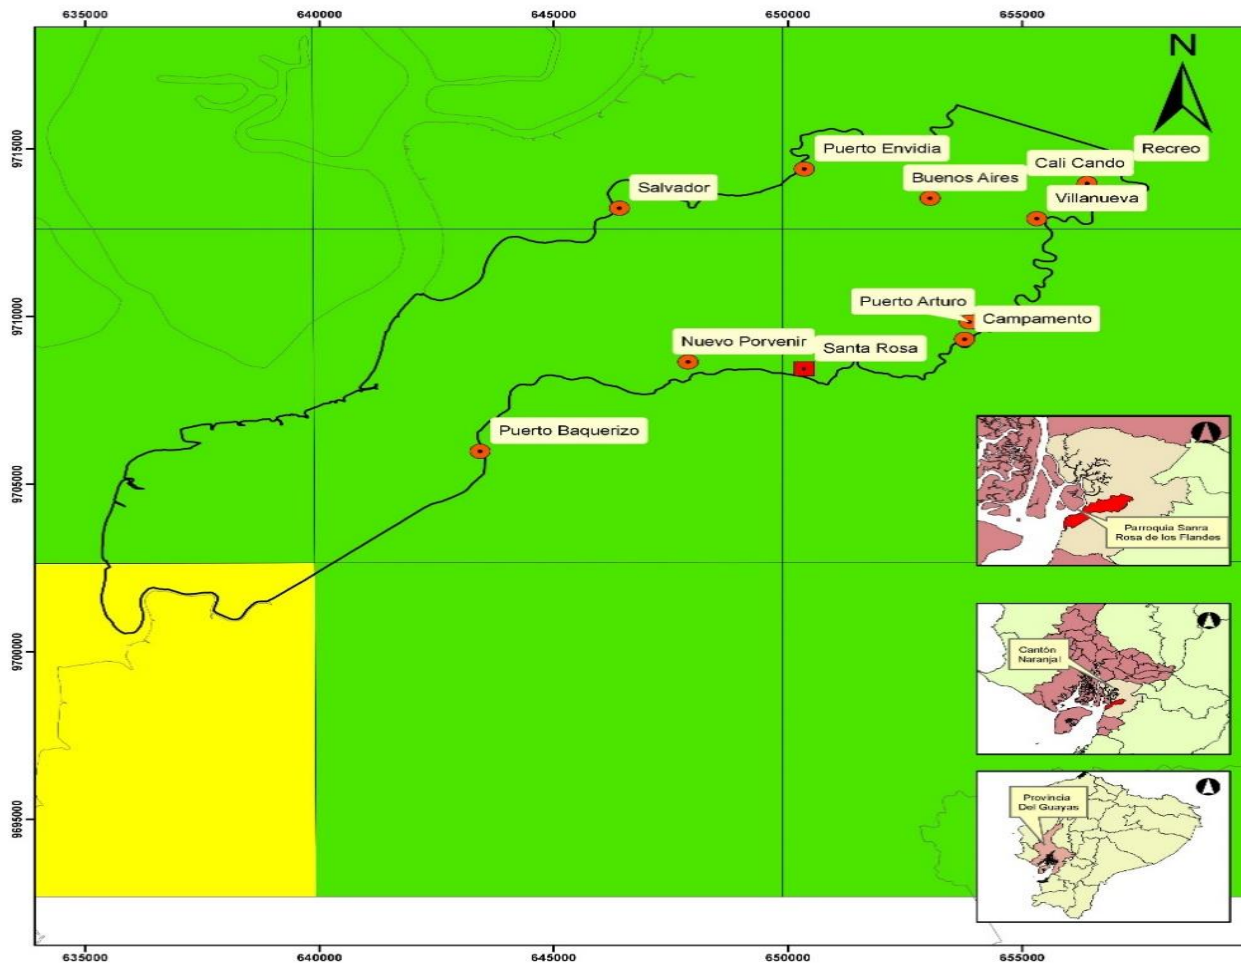 635000
640000
645000
650000
655000
N
9715000
Puerto Envidia
Recreo
Cali Cando
Buenos Aires
Salvador
Villanueva
9710000
Puerto Arturo
Campamento
Nuevo Porvenir
Santa Rosa
Puerto Baquerizo
9705000
Parroquia Sanra
Rosa de los Flandes
9700000
Cantón
Naranjal
9695000
Provincia
Del Guayas
635000
640000
645000
650000
655000